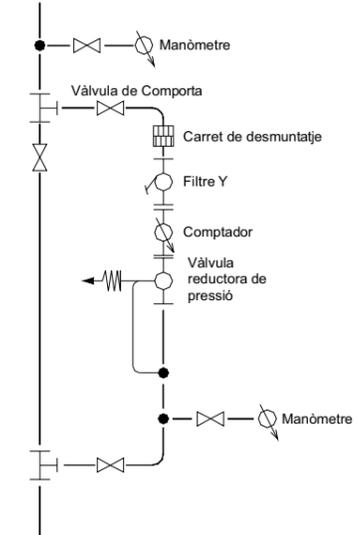 Manòmetre
Vàlvula de Comporta
Carret de desmuntatje
Filtre Y
Comptador
Vàlvula
reductora de
pressió
Manòmetre